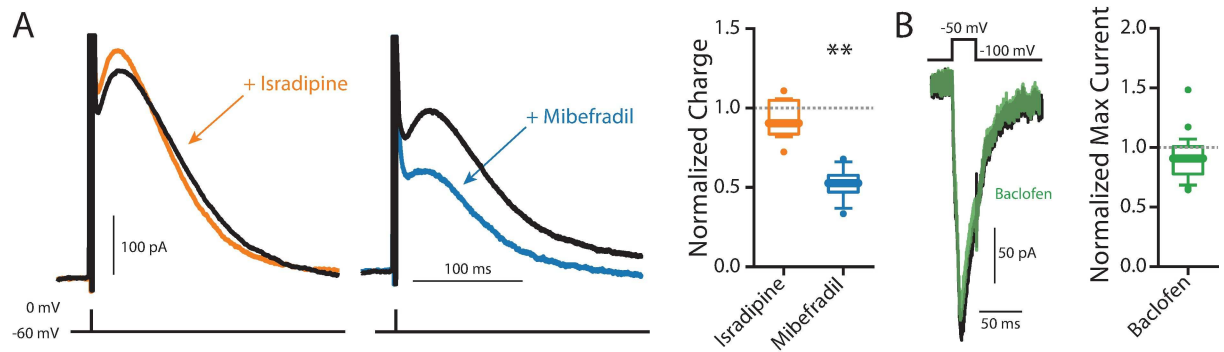 A
+ Isradipine
100 pA
0 mV
-60 mV
+ Mibefradil
100 ms
Normalized Charge
1.5
1.0
0.5
0.0
**
Isradipine
Mibefradil
B
-50 mV
-100 mV
Baclofen
50 pA
50 ms
Normalized Max Current
2.0
1.5
1.0
0.5
0.0
Baclofen